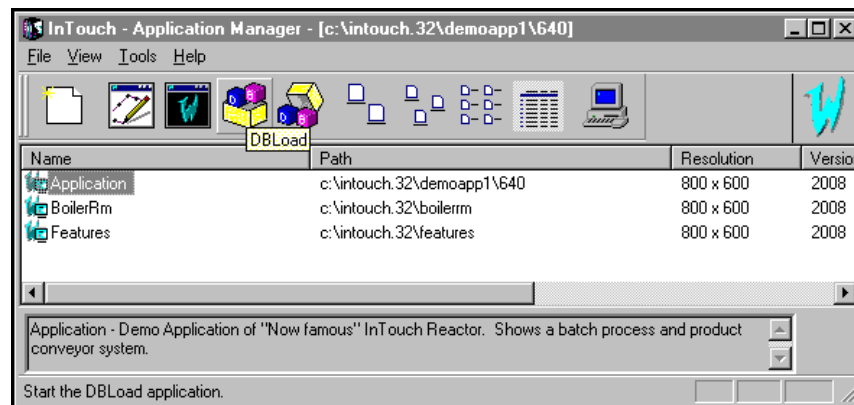 InTouch - Application Manager - [c:\intouch.32\demoapp1\640]
File View Tools Help
DBLoad
Name Path Resolution Versio
Application c:\intouch.32\demoapp1\640 800 x 600 2008
BoilerRm c:\intouch.32\boilerrm 800 x 600 2008
Features c:\intouch.32\features 800 x 600 2008
Application - Demo Application of "Now famous" InTouch Reactor. Shows a batch process and product
conveyor system.
Start the DBLoad application.